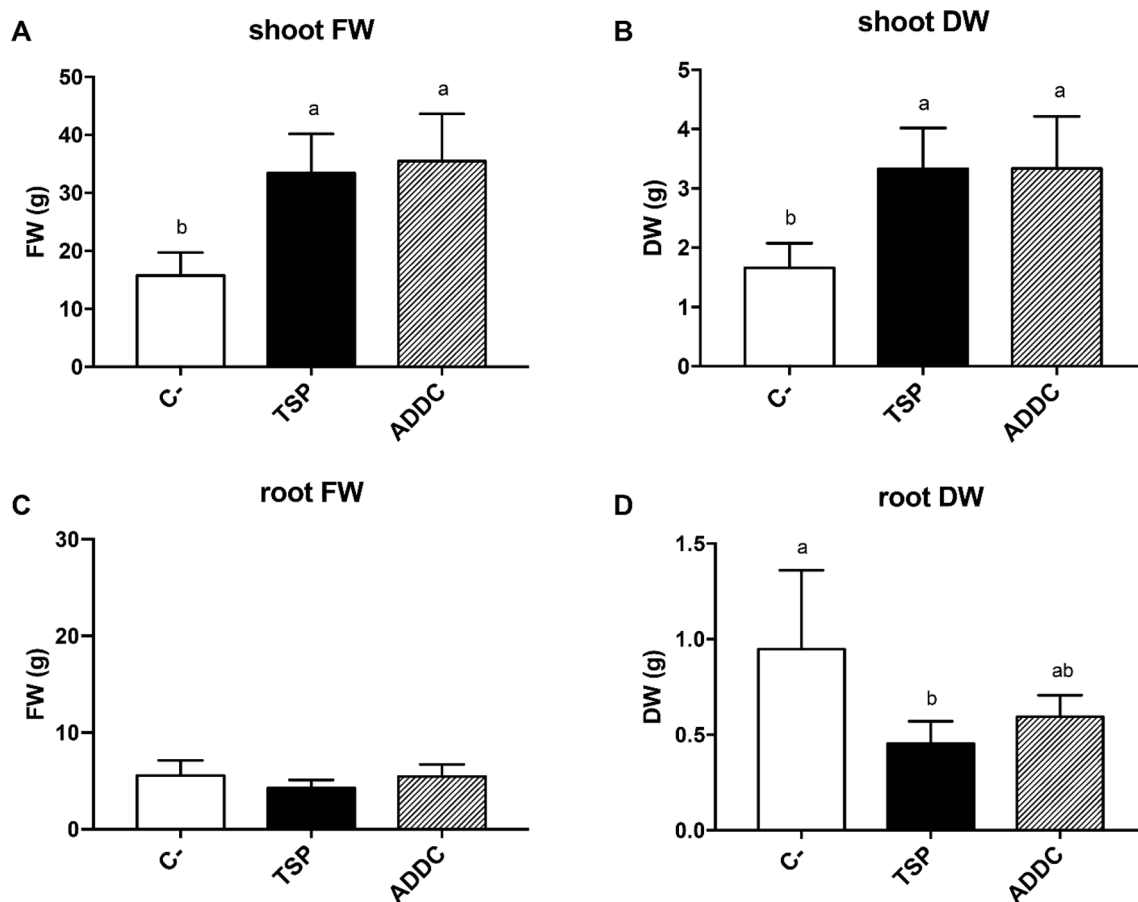 A
shoot FW
FW (g)
50
40
30
20
10
0
b
a
a
C-
TSP
ADDC
B
shoot DW
DW (g)
5
4
3
2
1
0
b
a
a
C-
TSP
ADDC
C
root FW
FW (g)
30
20
10
0
C-
TSP
ADDC
D
root DW
DW (g)
1.5
1.0
0.5
0.0
a
b
ab
C-
TSP
ADDC